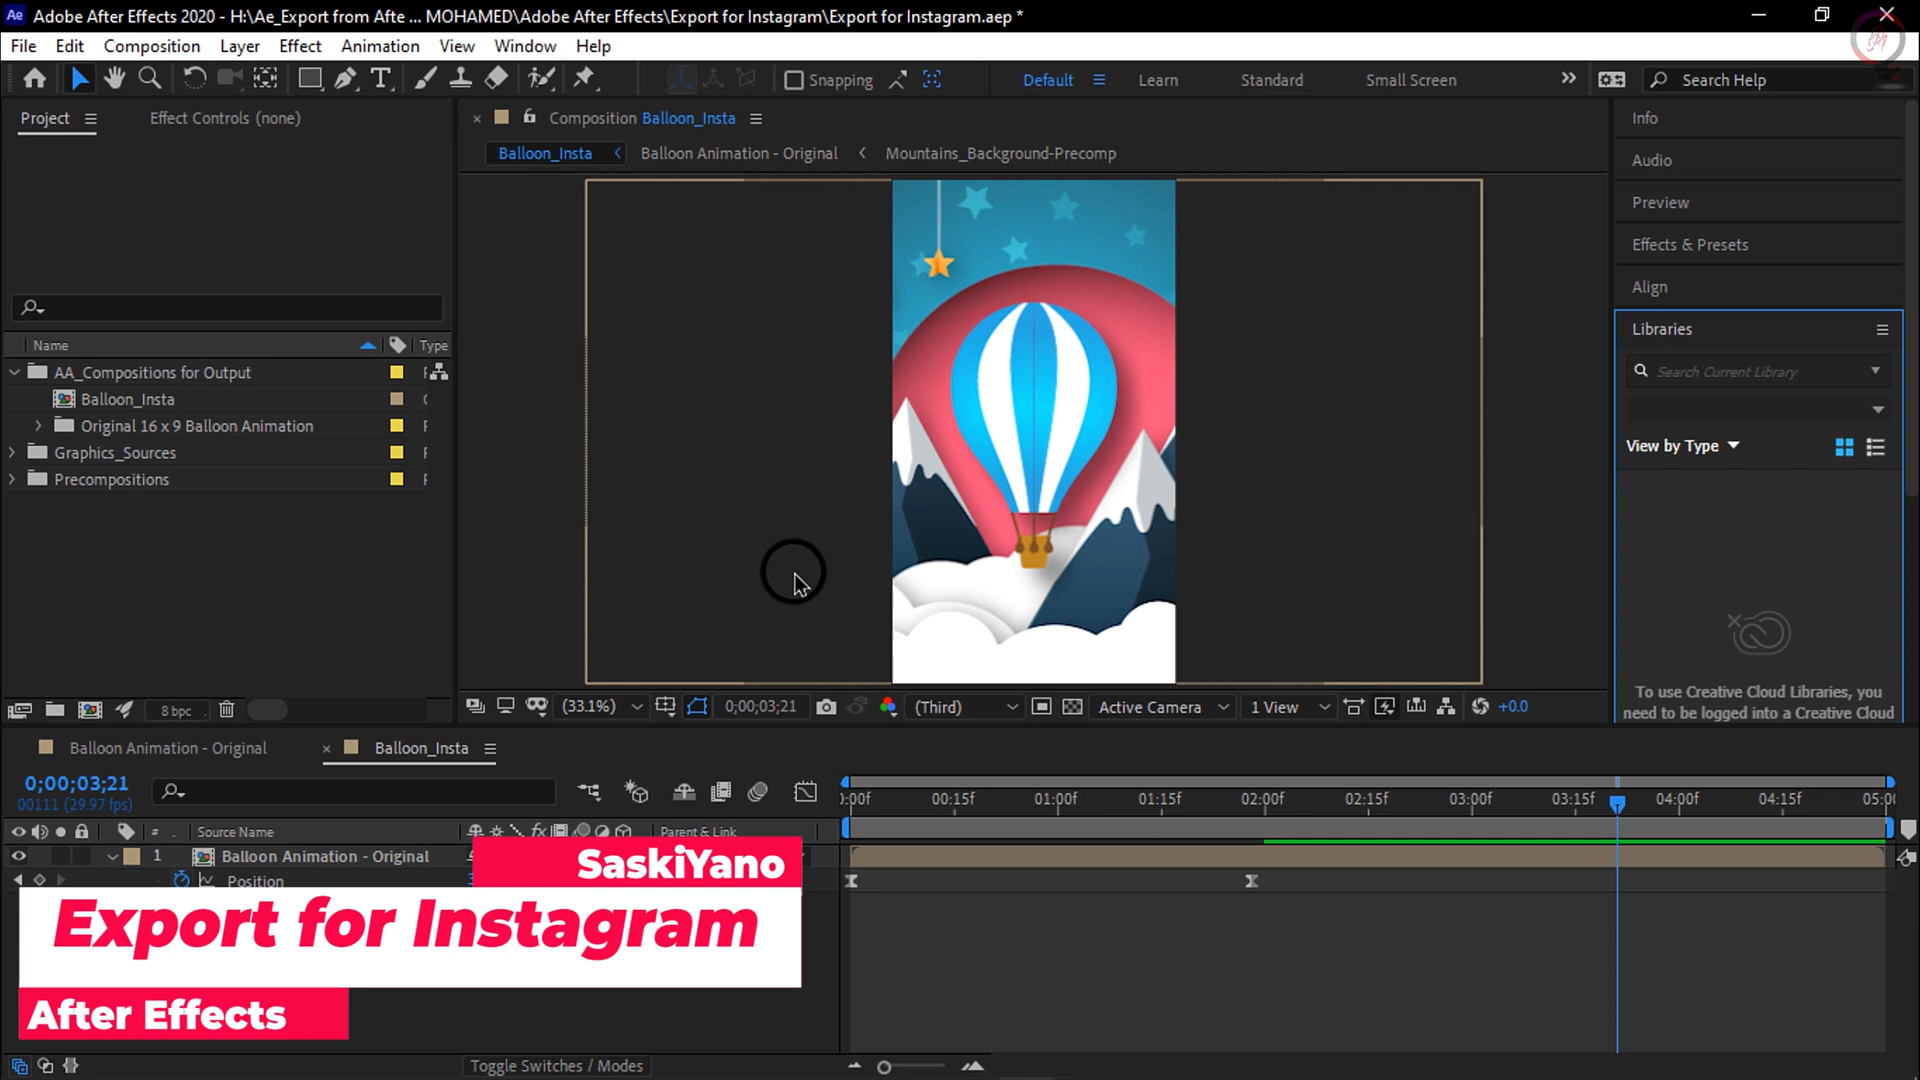 Ae Adobe After Effects 2020 - H:\Ae_Export from Afte ... MOHAMED\Adobe After Effects\Export for Instagram\Export for Instagram.aep *
File Edit Composition Layer Effect Animation View Window Help
T Snapping Default Learn Standard Small Screen Search Help
Project Effect Controls (none)
Composition Balloon_Insta
Balloon_Insta Balloon Animation - Original Mountains_Background-Precomp
Name Type
AA_Compositions for Output
Balloon_Insta
Original 16 x 9 Balloon Animation
Graphics_Sources
Precompositions
8 bpc
(33.1%) 0;00;03;21 (Third) Active Camera 1 View +0.0
Info
Audio
Preview
Effects & Presets
Align
Libraries
Search Current Library
View by Type
To use Creative Cloud Libraries, you
need to be logged into a Creative Cloud
Balloon Animation - Original Balloon_Insta
0;00;03;21
00111 (29.97 fps)
:00f 00:15f 01:00f 01:15f 02:00f 02:15f 03:00f 03:15f 04:00f 04:15f 05:00
# Source Name fx Parent & Link
1 Balloon Animation - Original
Position
SaskiYano
Export for Instagram
After Effects
Toggle Switches / Modes